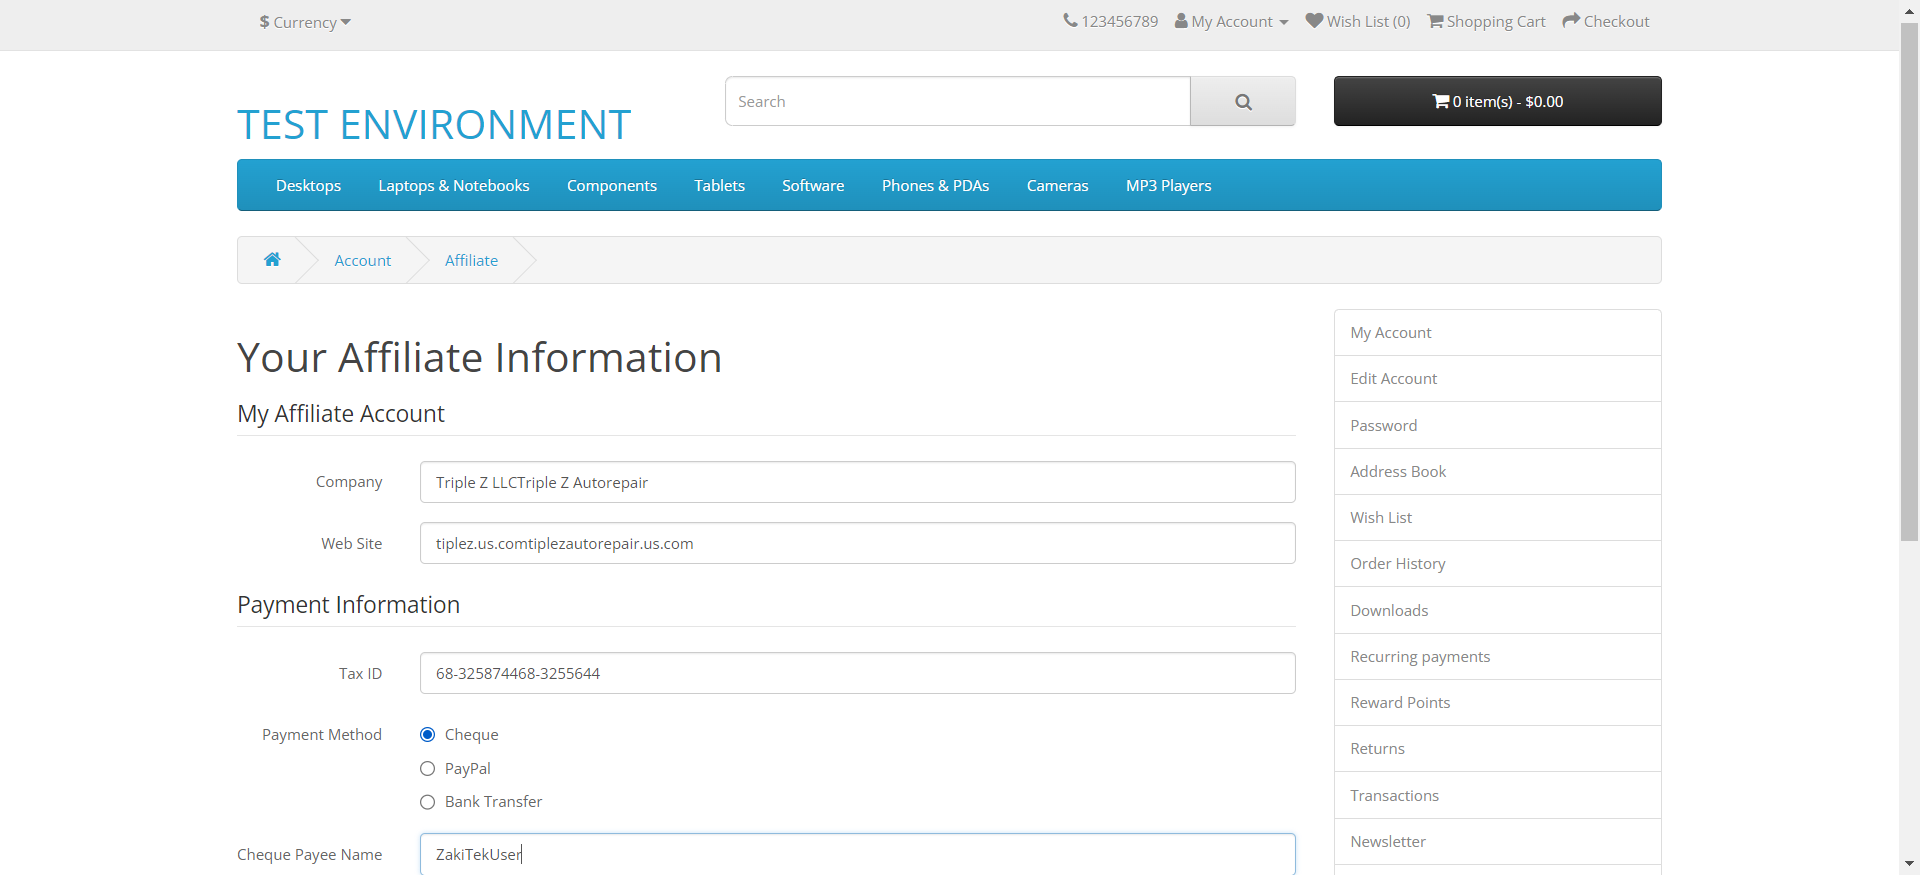 $ Currency
123456789
My Account
Wish List (0)
Shopping Cart
Checkout
TEST ENVIRONMENT
Search
0 item(s) - $0.00
Desktops
Laptops & Notebooks
Components
Tablets
Software
Phones & PDAs
Cameras
MP3 Players
Account
Affiliate
Your Affiliate Information
My Affiliate Account
Company
Triple Z LLCTriple Z Autorepair
Web Site
tiplez.us.comtiplezautorepair.us.com
Payment Information
Tax ID
68-325874468-3255644
Payment Method
Cheque
PayPal
Bank Transfer
Cheque Payee Name
ZakiTekUser
My Account
Edit Account
Password
Address Book
Wish List
Order History
Downloads
Recurring payments
Reward Points
Returns
Transactions
Newsletter